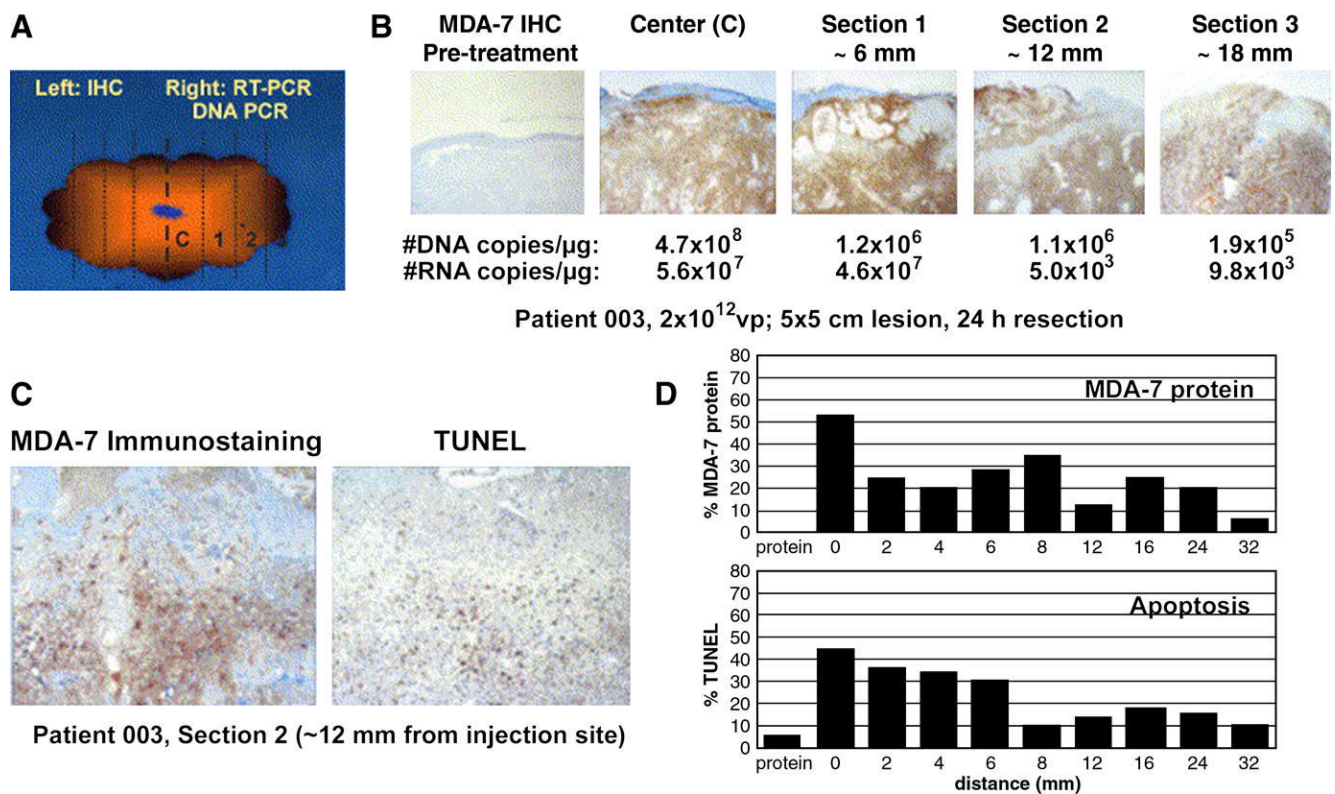 A
Left: IHC Right: RT-PCR
DNA PCR
C 1 2 3
B
MDA-7 IHC
Pre-treatment
Center (C)
Section 1
~ 6 mm
Section 2
~ 12 mm
Section 3
~ 18 mm
#DNA copies/µg: 4.7x10⁸ 1.2x10⁶ 1.1x10⁶ 1.9x10⁵
#RNA copies/µg: 5.6x10⁷ 4.6x10⁷ 5.0x10³ 9.8x10³
Patient 003, 2x10¹²vp; 5x5 cm lesion, 24 h resection
C
MDA-7 Immunostaining TUNEL
Patient 003, Section 2 (~12 mm from injection site)
D
MDA-7 protein
% MDA-7 protein
80
70
60
50
40
30
20
10
0
protein 0 2 4 6 8 12 16 24 32
Apoptosis
% TUNEL
80
70
60
50
40
30
20
10
0
protein 0 2 4 6 8 12 16 24 32
distance (mm)